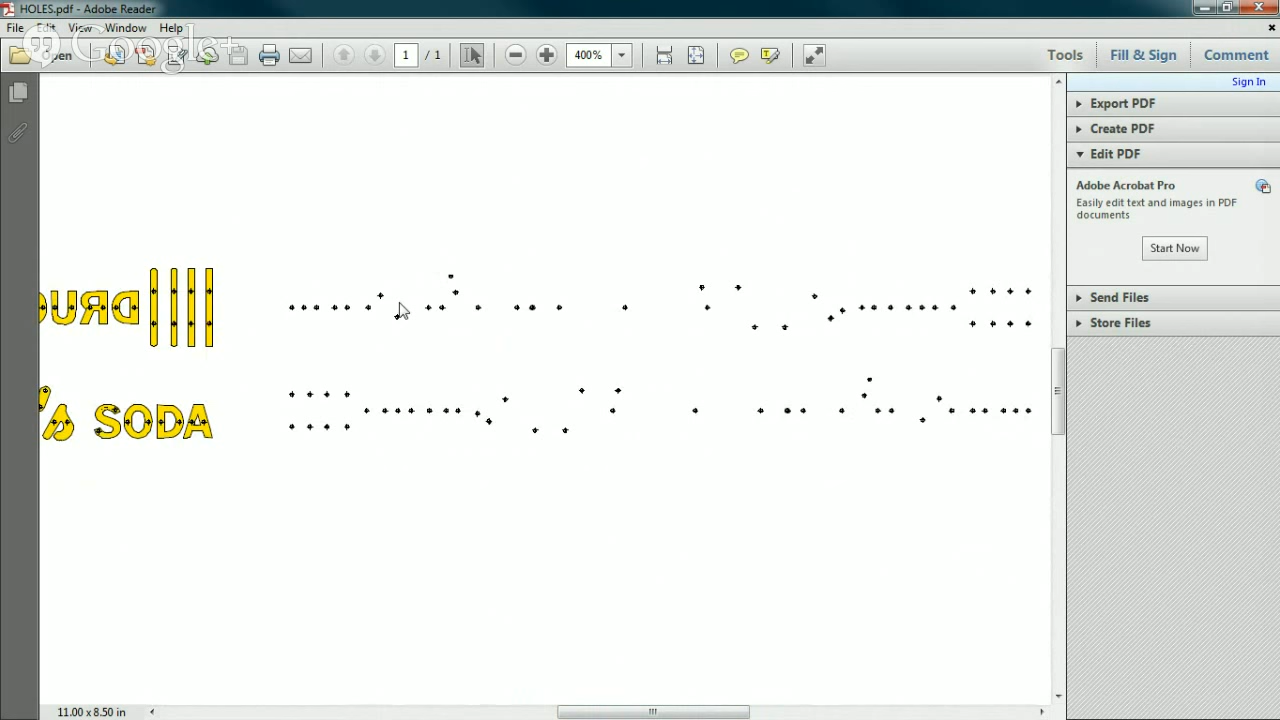 HOLES.pdf - Adobe Reader
File Edit View Window Help
Google+
Open 1 / 1 400% Tools Fill & Sign Comment
Sign In
Export PDF
Create PDF
Edit PDF
Adobe Acrobat Pro
Easily edit text and images in PDF
documents
Start Now
Send Files
Store Files
DRU
's SODA
11.00 x 8.50 in